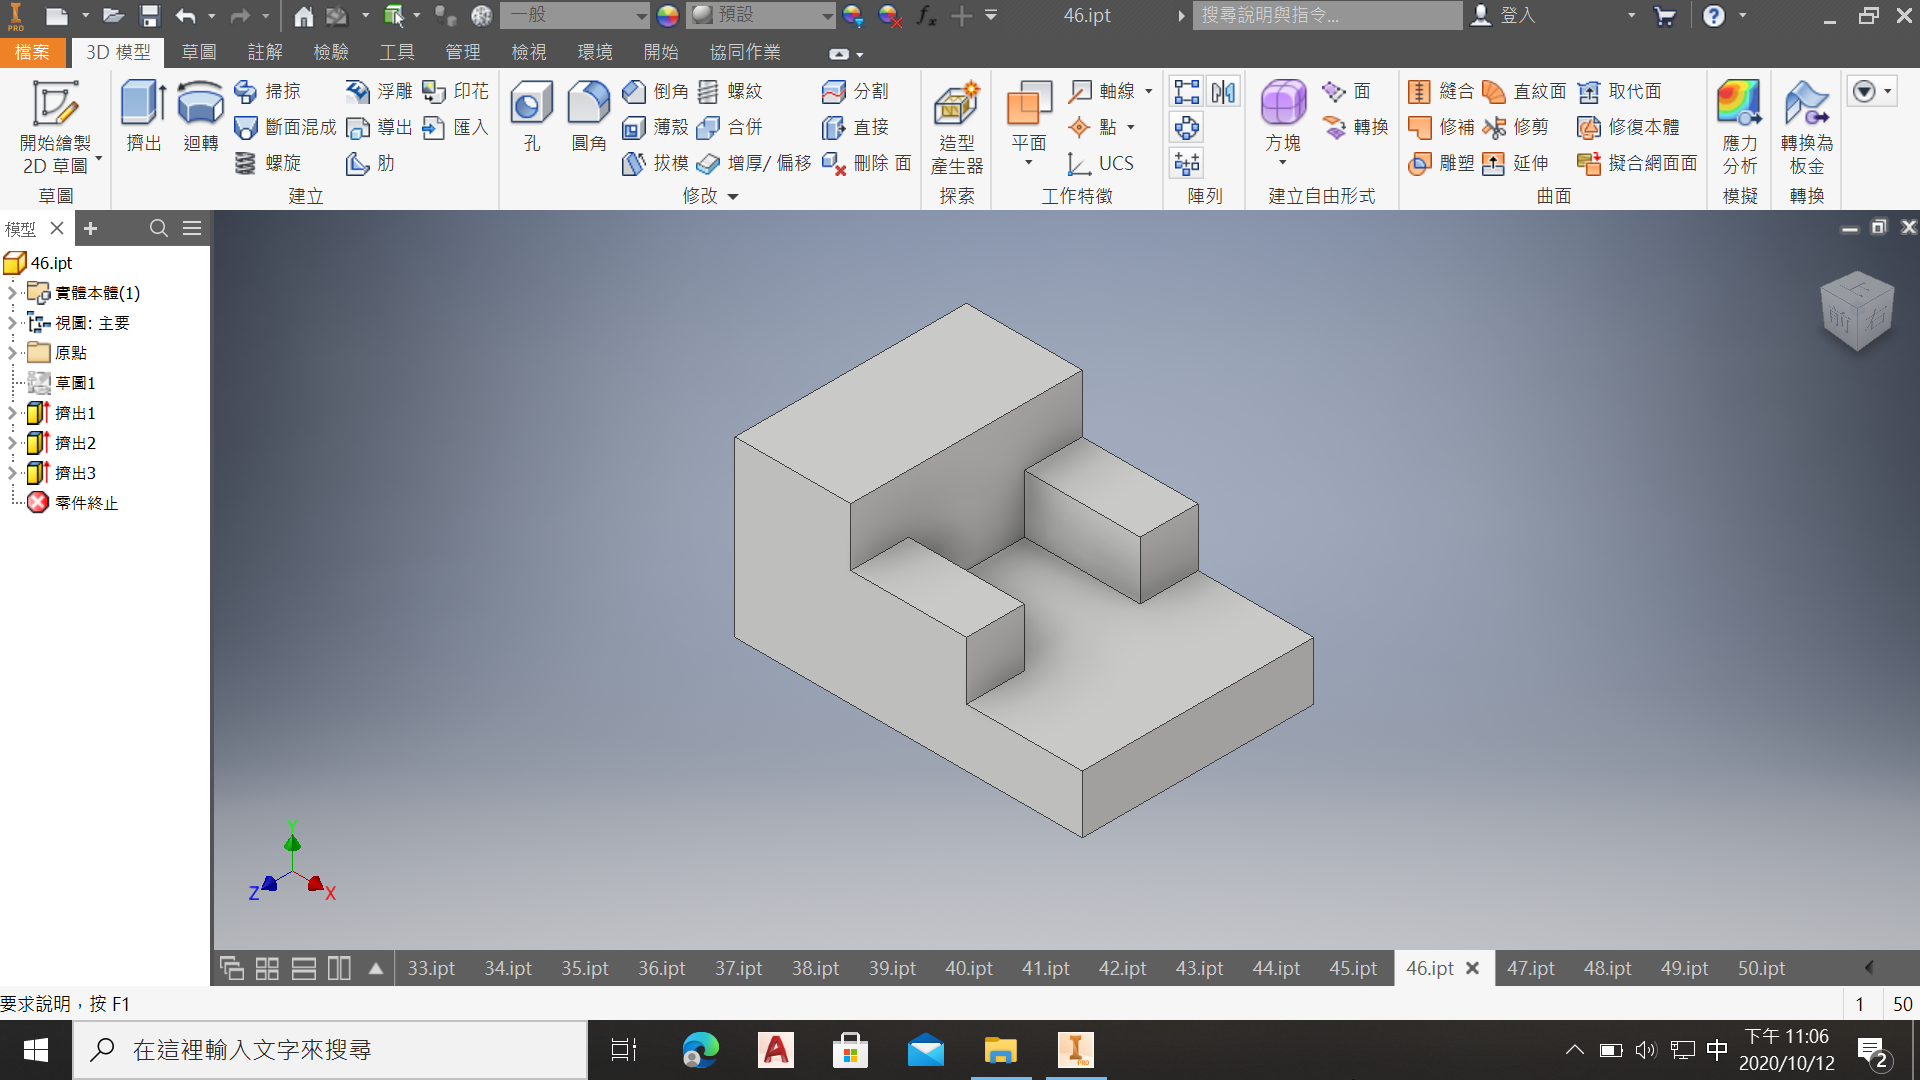 PRO 一般 預設 fx 46.ipt 搜尋說明與指令... 登入
檔案 3D 模型 草圖 註解 檢驗 工具 管理 檢視 環境 開始 協同作業
開始繪製
2D 草圖
草圖
擠出 迴轉 掃掠 浮雕 印花
斷面混成 導出 匯入
螺旋 肋
建立
孔 圓角 倒角 螺紋 分割
薄殼 合併 直接
拔模 增厚/ 偏移 刪除 面
修改
造型
產生器
探索
平面 軸線
點
UCS
工作特徵
陣列
方塊 面
轉換
建立自由形式
縫合 直紋面 取代面
修補 修剪 修復本體
雕塑 延伸 擬合網面面
曲面
應力
分析
模擬
轉換為
板金
轉換
模型
46.ipt
實體本體(1)
視圖: 主要
原點
草圖1
擠出1
擠出2
擠出3
零件終止
上
前 右
Y
Z X
33.ipt 34.ipt 35.ipt 36.ipt 37.ipt 38.ipt 39.ipt 40.ipt 41.ipt 42.ipt 43.ipt 44.ipt 45.ipt 46.ipt 47.ipt 48.ipt 49.ipt 50.ipt
要求說明，按 F1 1 50
在這裡輸入文字來搜尋 中 下午 11:06
2020/10/12 2